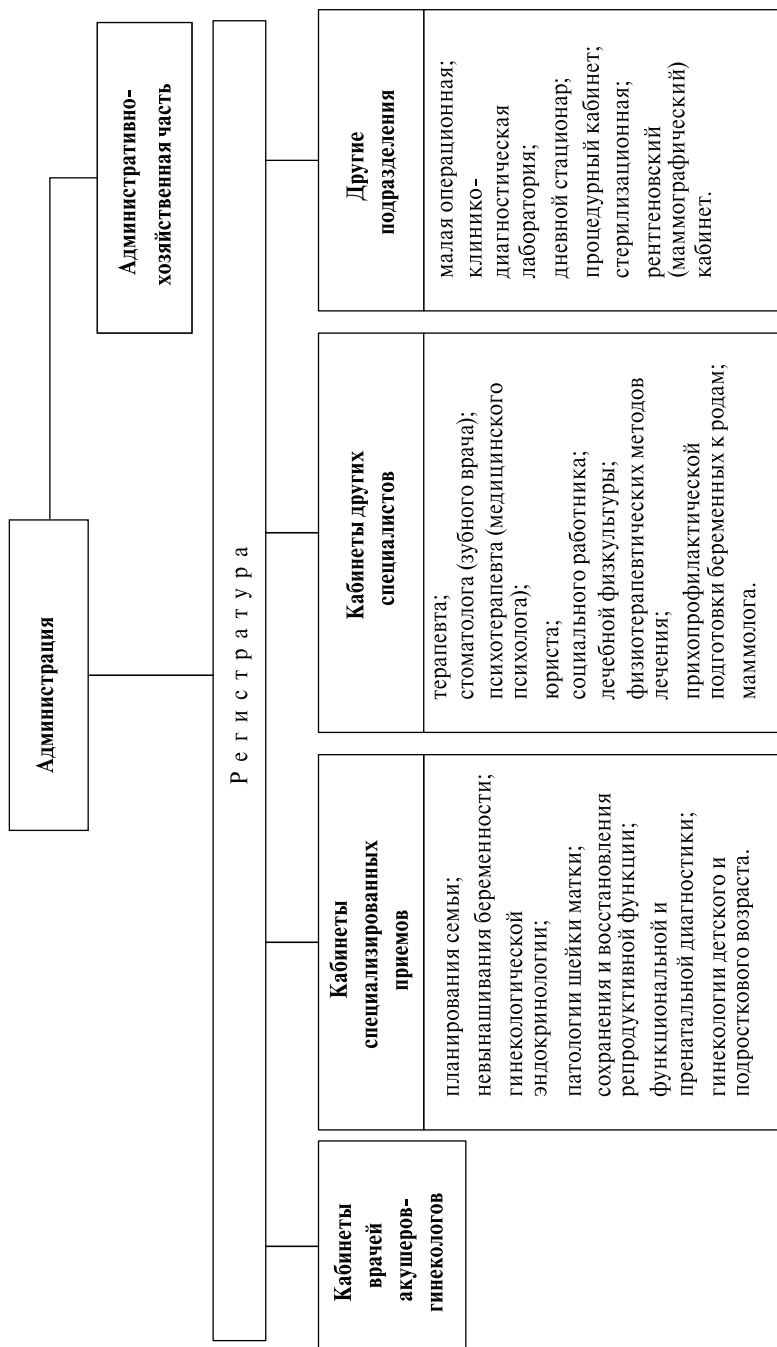 Администрация
Административно-
хозяйственная часть
Регистратура
Кабинеты
врачей
акушеров-
гинекологов
Кабинеты
специализированных
приемов
планирования семьи;
невынашивания беременности;
гинекологической
эндокринологии;
патологии шейки матки;
сохранения и восстановления
репродуктивной функции;
функциональной и
пренатальной диагностики;
гинекологии детского и
подросткового возраста.
Кабинеты других
специалистов
терапевта;
стоматолога (зубного врача);
психотерапевта (медицинского
психолога);
юриста;
социального работника;
лечебной физкультуры;
физиотерапевтических методов
лечения;
прихопрофилактической
подготовки беременных к родам;
маммолога.
Другие
подразделения
малая операционная;
клинико-
диагностическая
лаборатория;
дневной стационар;
процедурный кабинет;
стерилизационная;
рентгеновский
(маммографический)
кабинет.